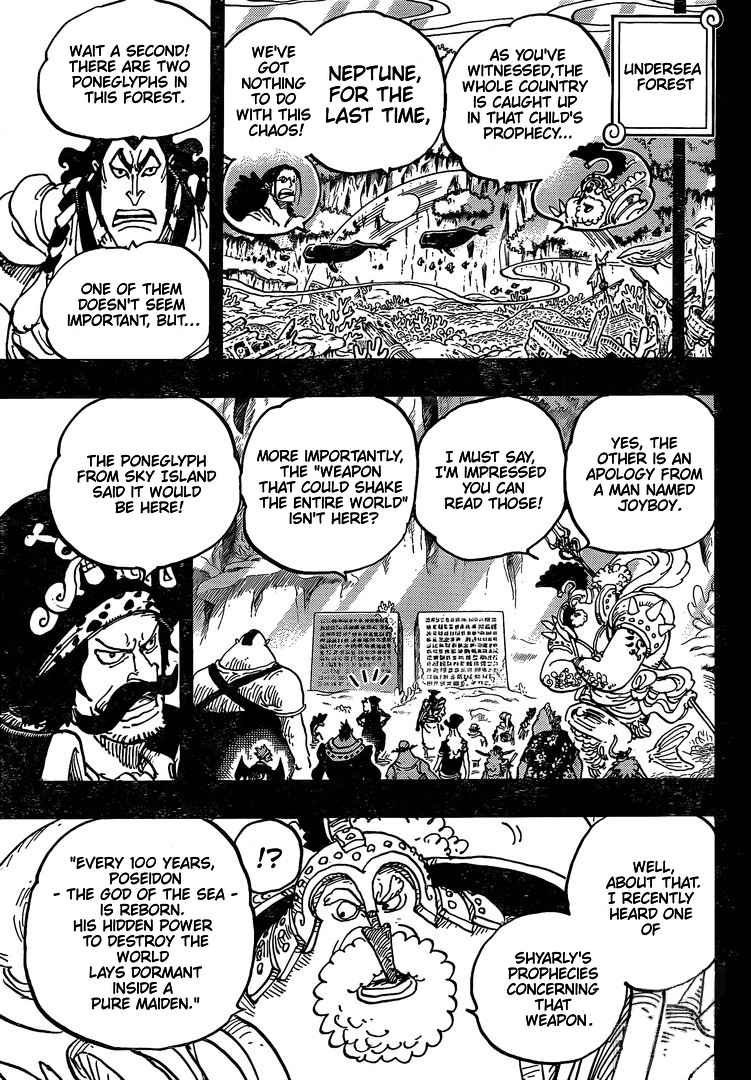 UNDERSEA
FOREST
AS YOU'VE
WITNESSED,THE
WHOLE COUNTRY
IS CAUGHT UP
IN THAT CHILD'S
PROPHECY...
NEPTUNE,
FOR THE
LAST TIME,
WE'VE
GOT
NOTHING
TO DO
WITH THIS
CHAOS!
WAIT A SECOND!
THERE ARE TWO
PONEGLYPHS IN
THIS FOREST.
ONE OF THEM
DOESN'T SEEM
IMPORTANT, BUT...
YES, THE
OTHER IS AN
APOLOGY FROM
A MAN NAMED
JOYBOY.
I MUST SAY,
I'M IMPRESSED
YOU CAN
READ THOSE!
MORE IMPORTANTLY,
THE "WEAPON
THAT COULD SHAKE
THE ENTIRE WORLD"
ISN'T HERE?
THE PONEGLYPH
FROM SKY ISLAND
SAID IT WOULD
BE HERE!
WELL,
ABOUT THAT.
I RECENTLY
HEARD ONE
OF
SHYARLY'S
PROPHECIES
CONCERNING
THAT
WEAPON.
!?
"EVERY 100 YEARS,
POSEIDON
- THE GOD OF THE SEA -
IS REBORN.
HIS HIDDEN POWER
TO DESTROY THE
WORLD
LAYS DORMANT
INSIDE A
PURE MAIDEN."